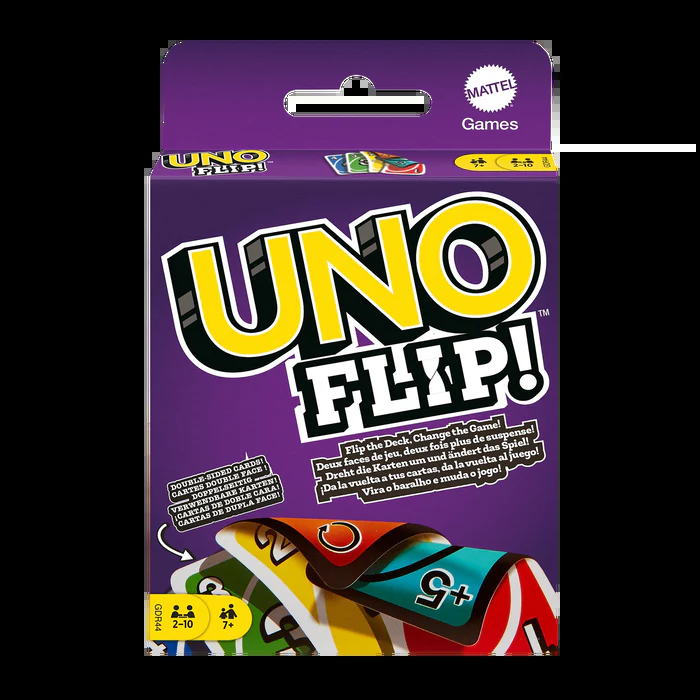 MATTEL
Games
UNO
FLIP!
7+
2-10
UNO
FLIP!
TM
Flip the Deck. Change the Game!
Deux faces de jeu, deux fois plus de suspense!
Dreht die Karten um und ändert das Spiel!
¡Da la vuelta a tus cartas, da la vuelta al juego!
Vira o baralho e muda o jogo!
DOUBLE-SIDED CARDS!
CARTES DOUBLE FACE !
DOPPELSEITIG
VERWENDBARE KARTEN!
¡CARTAS DE DOBLE CARA!
CARTAS DE DUPLA FACE!
2
+5
3
GDR44
2-10
7+
1